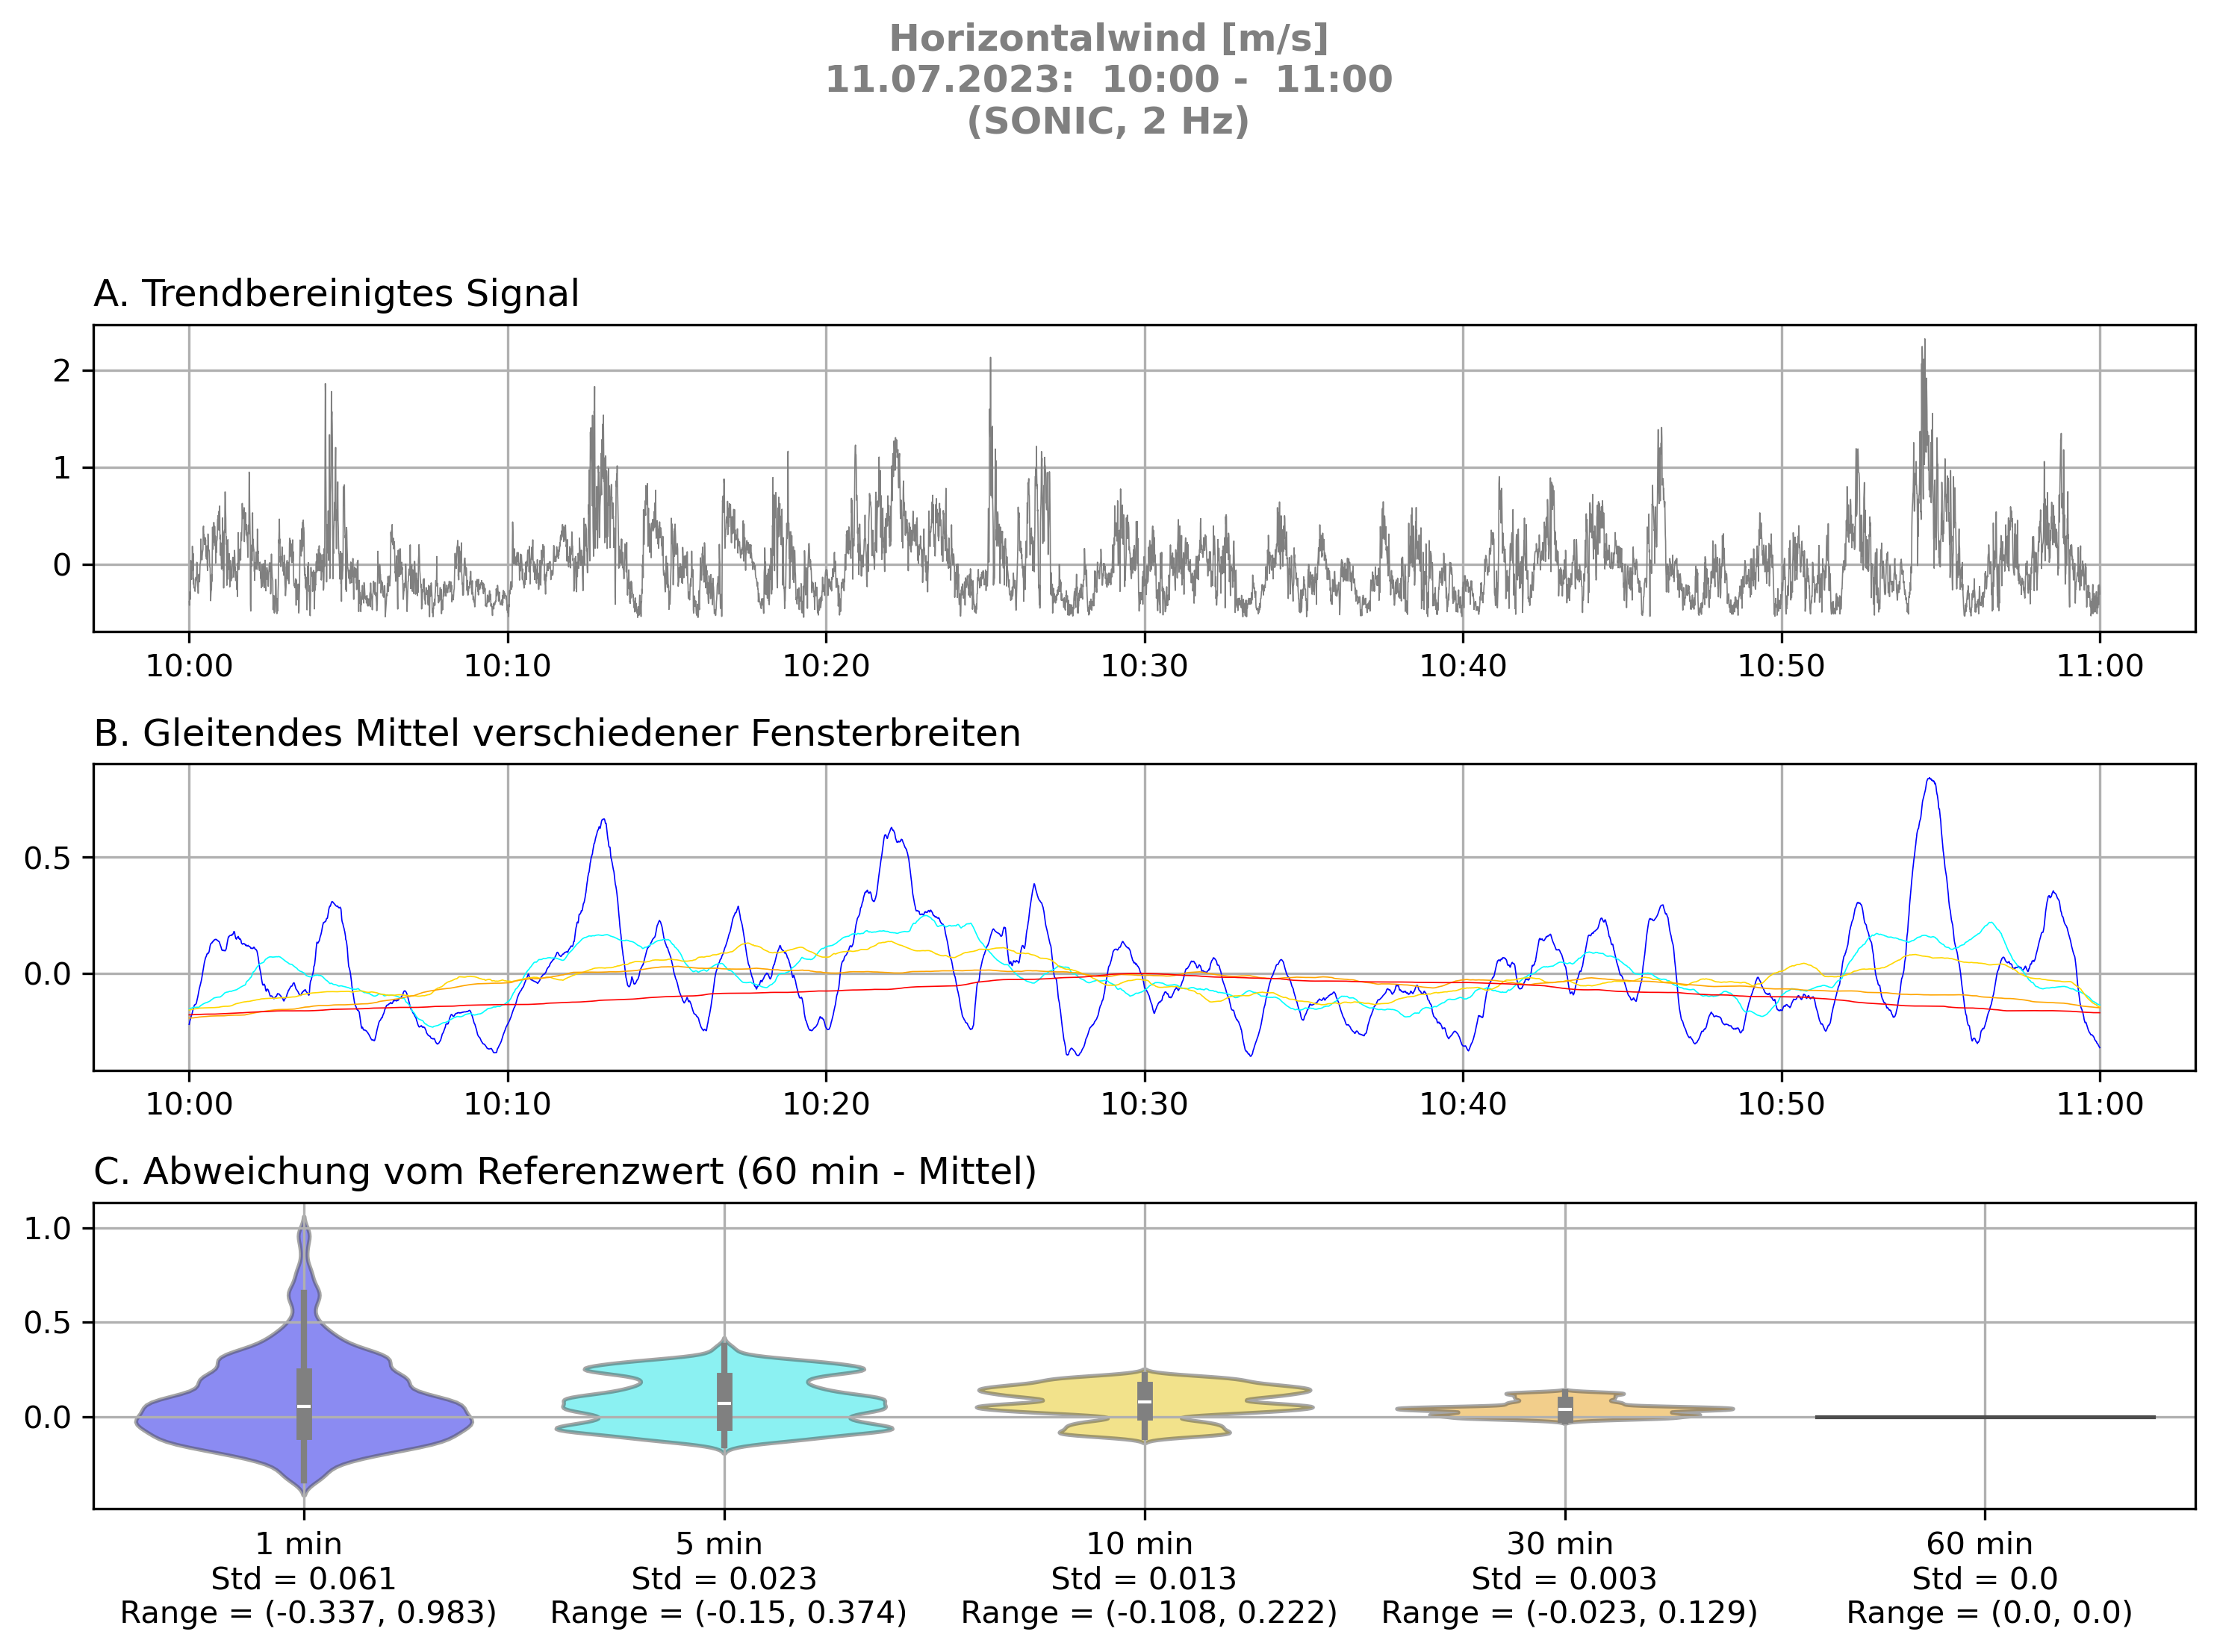 Horizontalwind [m/s]
11.07.2023:  10:00 -  11:00
(SONIC, 2 Hz)
A. Trendbereinigtes Signal
2
1
0
10:00 10:10 10:20 10:30 10:40 10:50 11:00
B. Gleitendes Mittel verschiedener Fensterbreiten
0.5
0.0
10:00 10:10 10:20 10:30 10:40 10:50 11:00
C. Abweichung vom Referenzwert (60 min - Mittel)
1.0
0.5
0.0
1 min 5 min 10 min 30 min 60 min
Std = 0.061 Std = 0.023 Std = 0.013 Std = 0.003 Std = 0.0
Range = (-0.337, 0.983) Range = (-0.15, 0.374) Range = (-0.108, 0.222) Range = (-0.023, 0.129) Range = (0.0, 0.0)